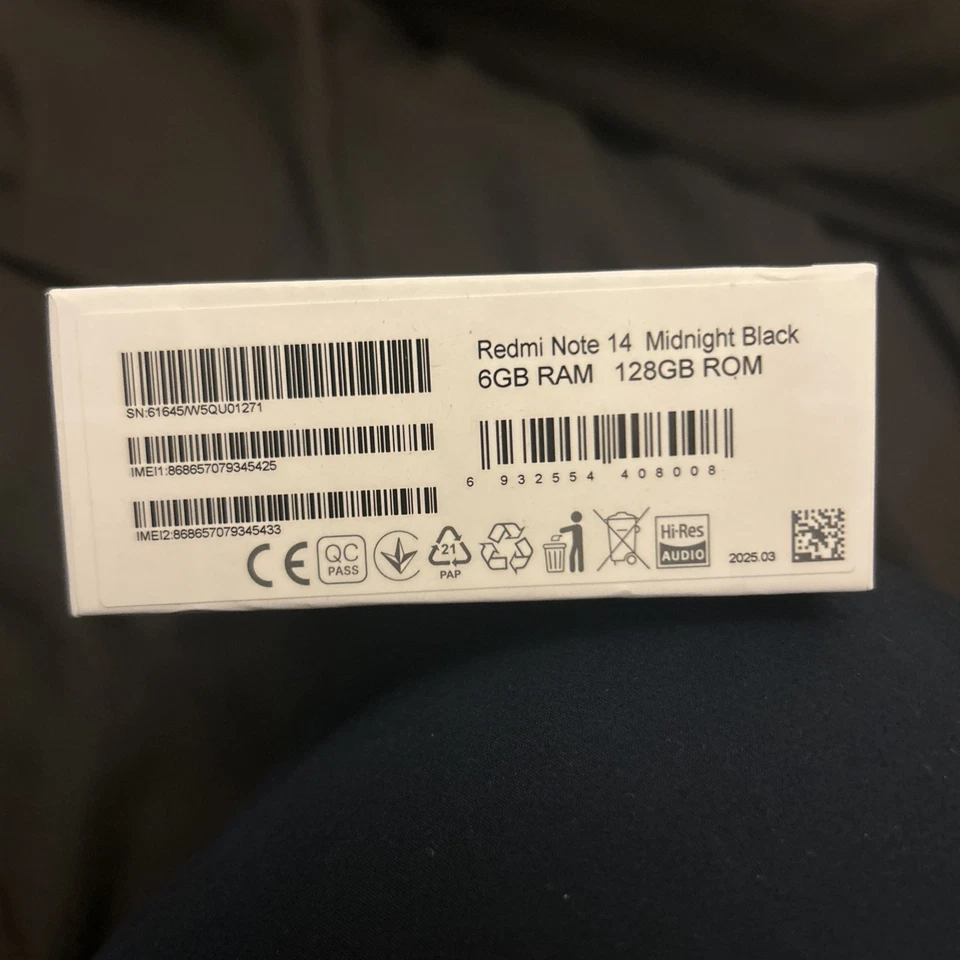 Redmi Note 14 Midnight Black
6GB RAM 128GB ROM
SN:61645/W5QU01271
IMEI1:868657079345425
IMEI2:868657079345433
6 932554 408008
CE
QC
PASS
21
PAP
Hi-Res
AUDIO
2025.03